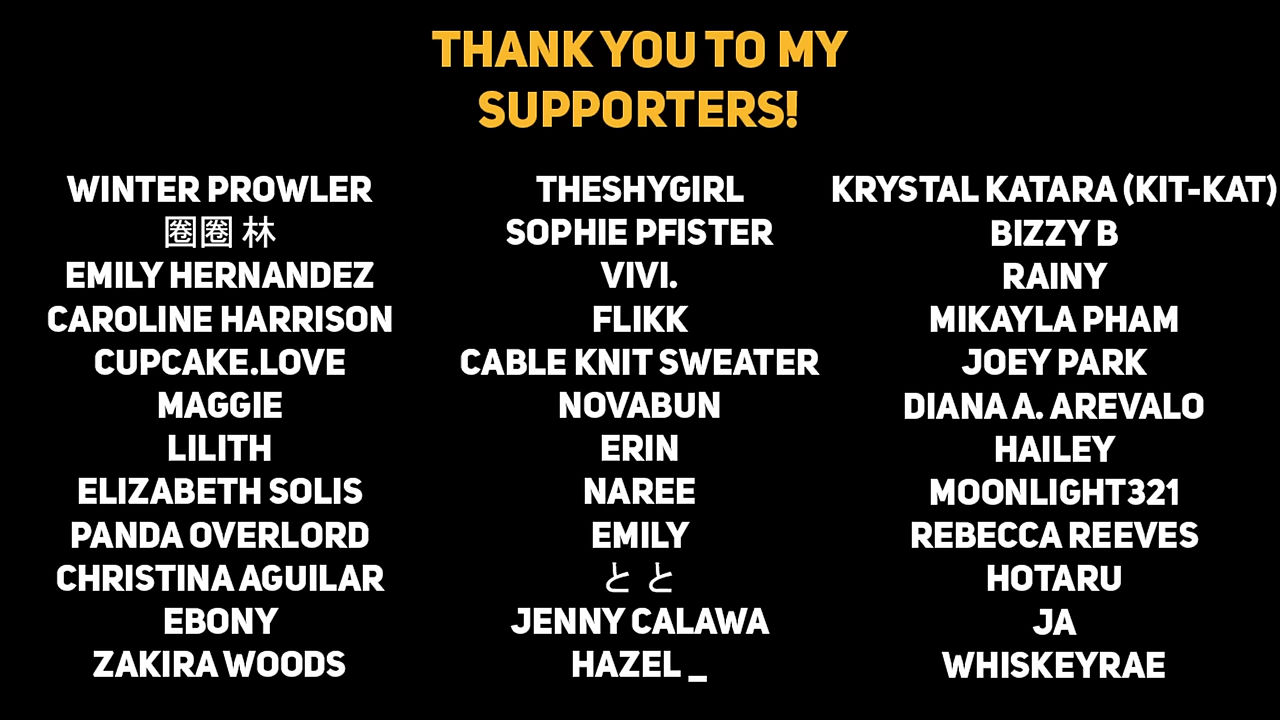 THANK YOU TO MY
SUPPORTERS!
WINTER PROWLER
圈圈 林
EMILY HERNANDEZ
CAROLINE HARRISON
CUPCAKE.LOVE
MAGGIE
LILITH
ELIZABETH SOLIS
PANDA OVERLORD
CHRISTINA AGUILAR
EBONY
ZAKIRA WOODS
THESHYGIRL
SOPHIE PFISTER
VIVI.
FLIKK
CABLE KNIT SWEATER
NOVABUN
ERIN
NAREE
EMILY
と と
JENNY CALAWA
HAZEL _
KRYSTAL KATARA (KIT-KAT)
BIZZY B
RAINY
MIKAYLA PHAM
JOEY PARK
DIANA A. AREVALO
HAILEY
MOONLIGHT321
REBECCA REEVES
HOTARU
JA
WHISKEYRAE